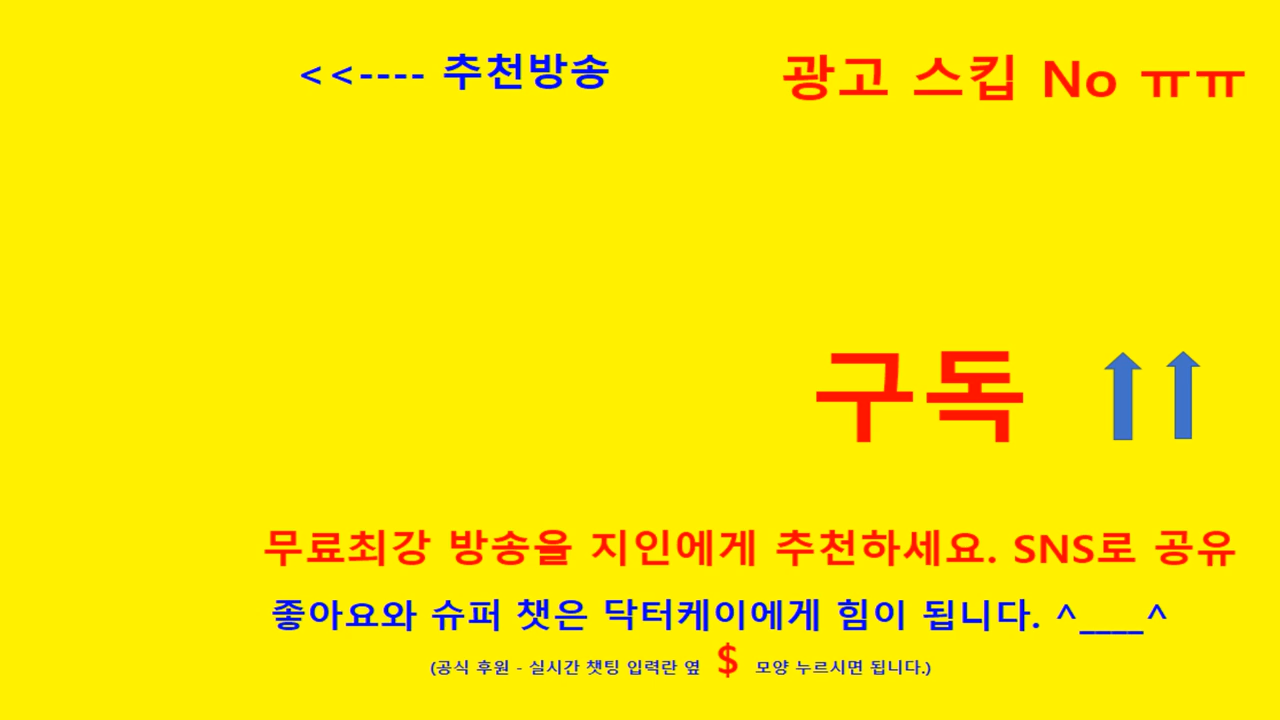 <<---- 추천방송
광고 스킵 No ㅠㅠ
구독
무료최강 방송을 지인에게 추천하세요. SNS로 공유
좋아요와 슈퍼 챗은 닥터케이에게 힘이 됩니다. ^____^
(공식 후원 - 실시간 챗팅 입력란 옆 $ 모양 누르시면 됩니다.)